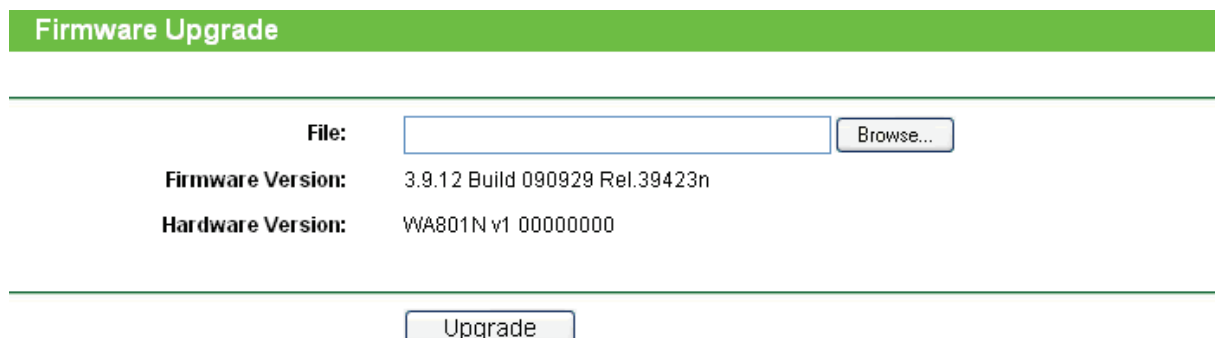 Firmware Upgrade
File: Browse...
Firmware Version: 3.9.12 Build 090929 Rel.39423n
Hardware Version: WA801N v1 00000000
Upgrade